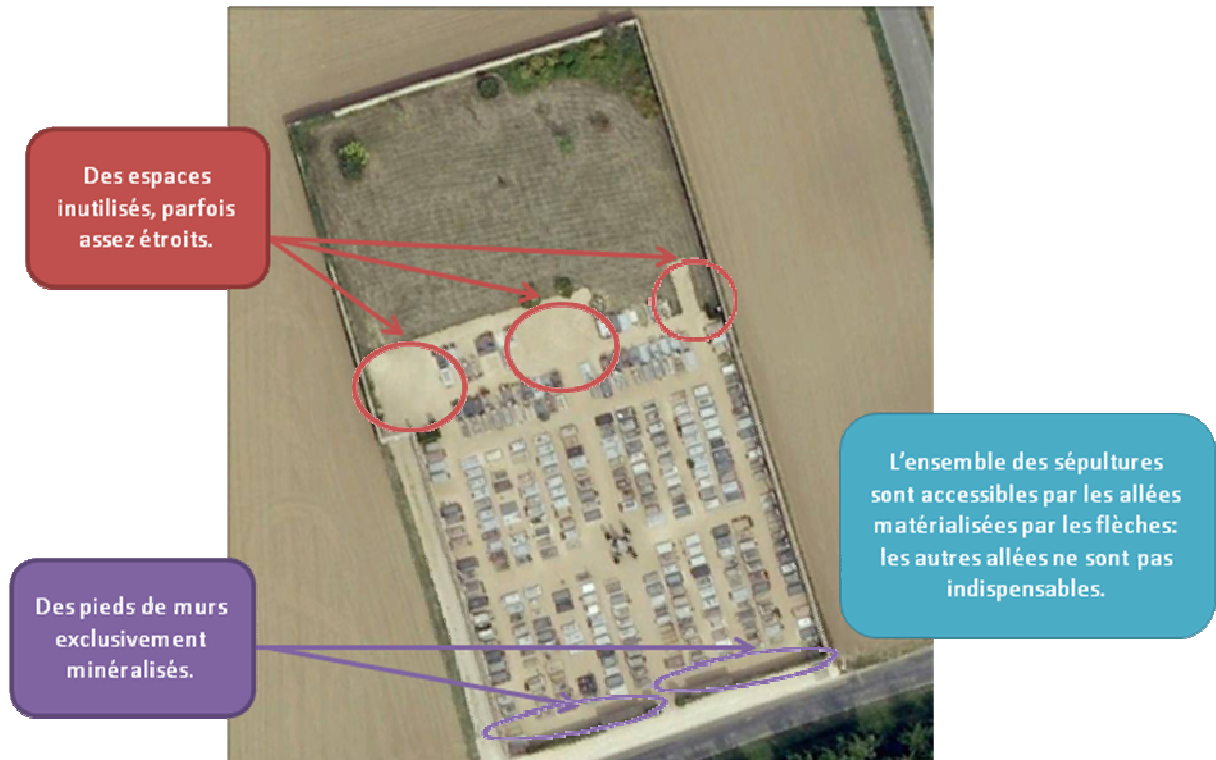 Des espaces
inutilisés, parfois
assez étroits.
L'ensemble des sépultures
sont accessibles par les allées
matérialisées par les flèches:
les autres allées ne sont pas
indispensables.
Des pieds de murs
exclusivement
minéralisés.